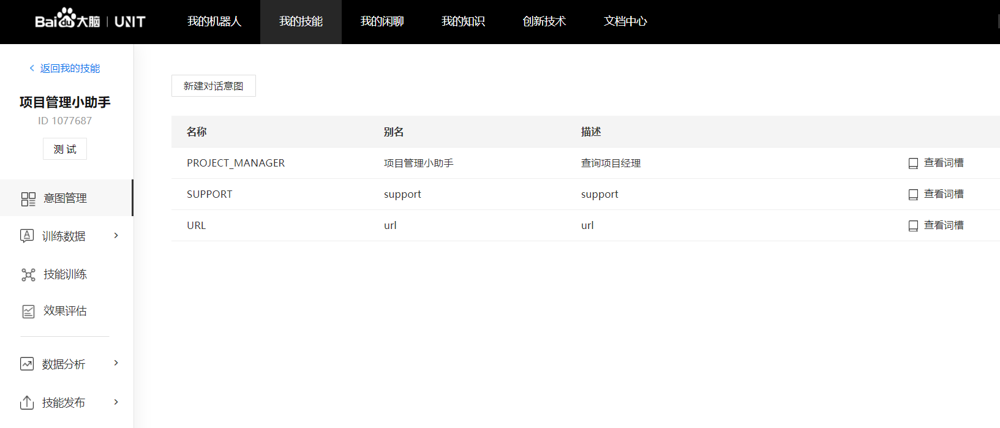 Bai du 大脑 | UNIT 我的机器人 我的技能 我的闲聊 我的知识 创新技术 文档中心
返回我的技能
项目管理小助手
ID 1077687
测 试
意图管理
训练数据
技能训练
效果评估
数据分析
技能发布
新建对话意图
名称 别名 描述
PROJECT_MANAGER 项目管理小助手 查询项目经理 查看词槽
SUPPORT support support 查看词槽
URL url url 查看词槽